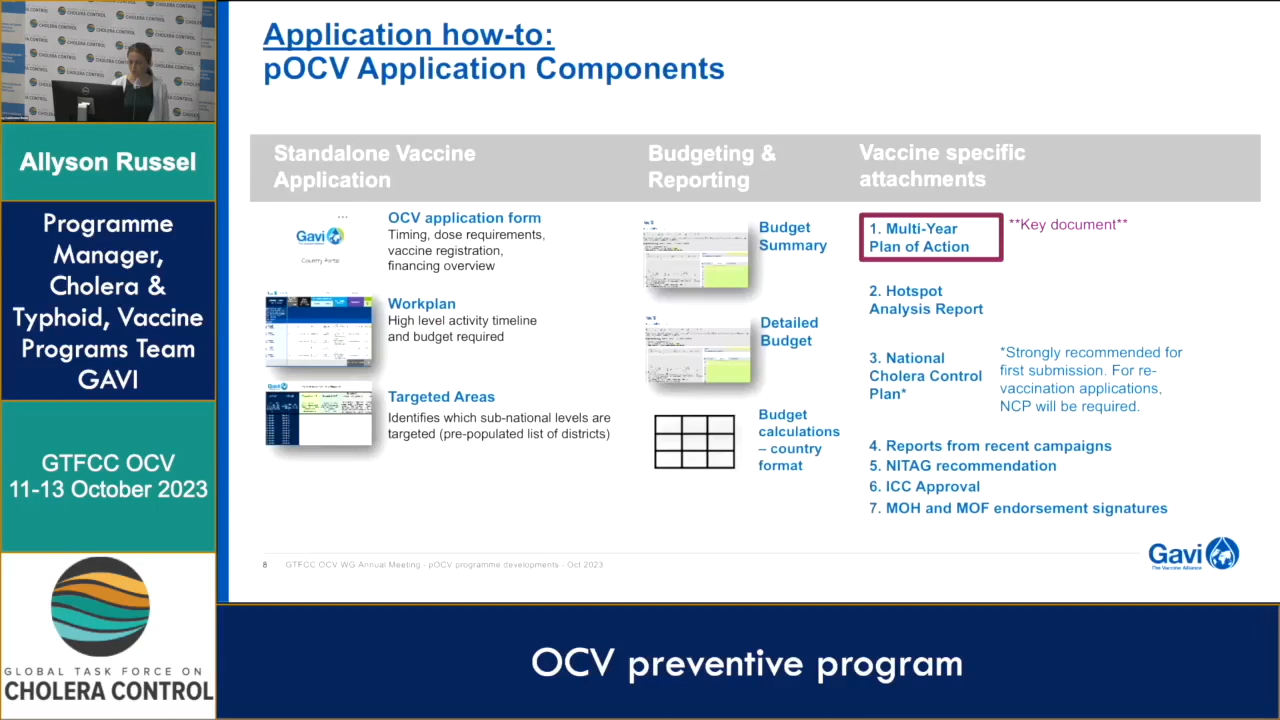 CHOLERA CONTROL
Allyson Russel
Programme
Manager,
Cholera &
Typhoid, Vaccine
Programs Team
GAVI
GTFCC OCV
11-13 October 2023
GLOBAL TASK FORCE ON
CHOLERA CONTROL
Application how-to:
pOCV Application Components
Standalone Vaccine
Application
Gavi
Country Portal
OCV application form
Timing, dose requirements,
vaccine registration,
financing overview
Workplan
High level activity timeline
and budget required
Targeted Areas
Identifies which sub-national levels are
targeted (pre-populated list of districts)
Budgeting &
Reporting
Budget
Summary
Detailed
Budget
Budget
calculations
– country
format
Vaccine specific
attachments
1. Multi-Year
Plan of Action
**Key document**
2. Hotspot
Analysis Report
3. National
Cholera Control
Plan*
*Strongly recommended for
first submission. For re-
vaccination applications,
NCP will be required.
4. Reports from recent campaigns
5. NITAG recommendation
6. ICC Approval
7. MOH and MOF endorsement signatures
8
GTFCC OCV WG Annual Meeting - pOCV programme developments - Oct 2023
Gavi
The Vaccine Alliance
OCV preventive program